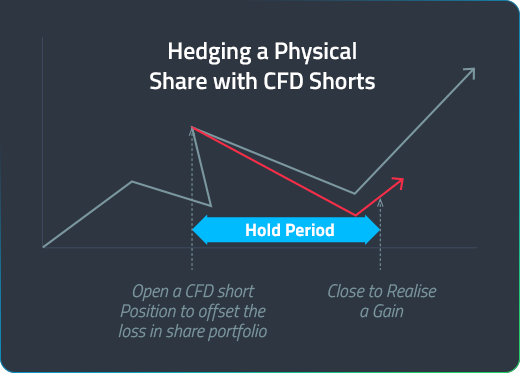 Hedging a Physical
Share with CFD Shorts
Hold Period
Open a CFD short
Position to offset the
loss in share portfolio
Close to Realise
a Gain